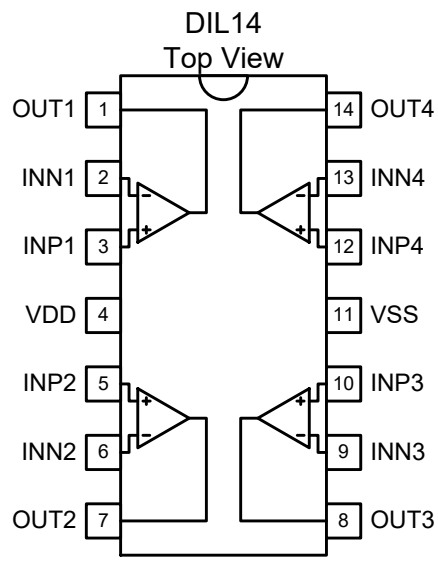 DIL14
Top View
OUT1 1 14 OUT4
INN1 2 13 INN4
- -
+ +
INP1 3 12 INP4
VDD 4 11 VSS
INP2 5 10 INP3
+ +
- -
INN2 6 9 INN3
OUT2 7 8 OUT3